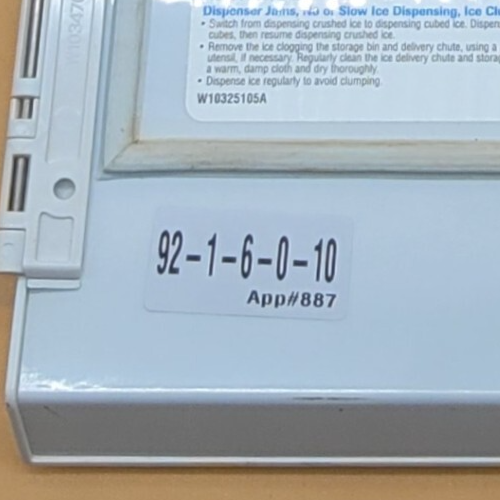 Dispenser Jams, No or Slow Ice Dispensing, Ice
• Switch from dispensing crushed ice to dispensing cubed ice.
cubes, then resume dispensing crushed ice.
• Remove the ice clogging the storage bin and delivery chute, using a
utensil, if necessary. Regularly clean the ice delivery chute and
a warm, damp cloth and dry thoroughly.
• Dispense ice regularly to avoid clumping.
W10325105A
92-1-6-0-10
App#887